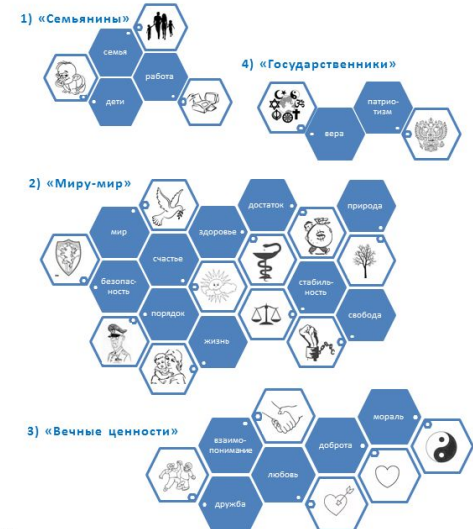 1) «Семьянины»
семья
работа
дети
4) «Государственники»
патрио-
тизм
вера
2) «Миру-мир»
достаток
природа
мир
здоровье
счастье
безопас-
ность
стабиль-
ность
порядок
свобода
жизнь
3) «Вечные ценности»
мораль
взаимо-
понимание
доброта
любовь
дружба